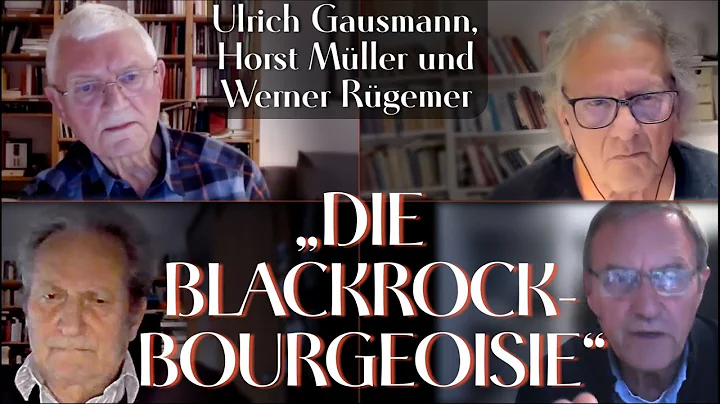 Ulrich Gausmann,
Horst Müller und
Werner Rügemer
„DIE
BLACKROCK-
BOURGEOISIE“